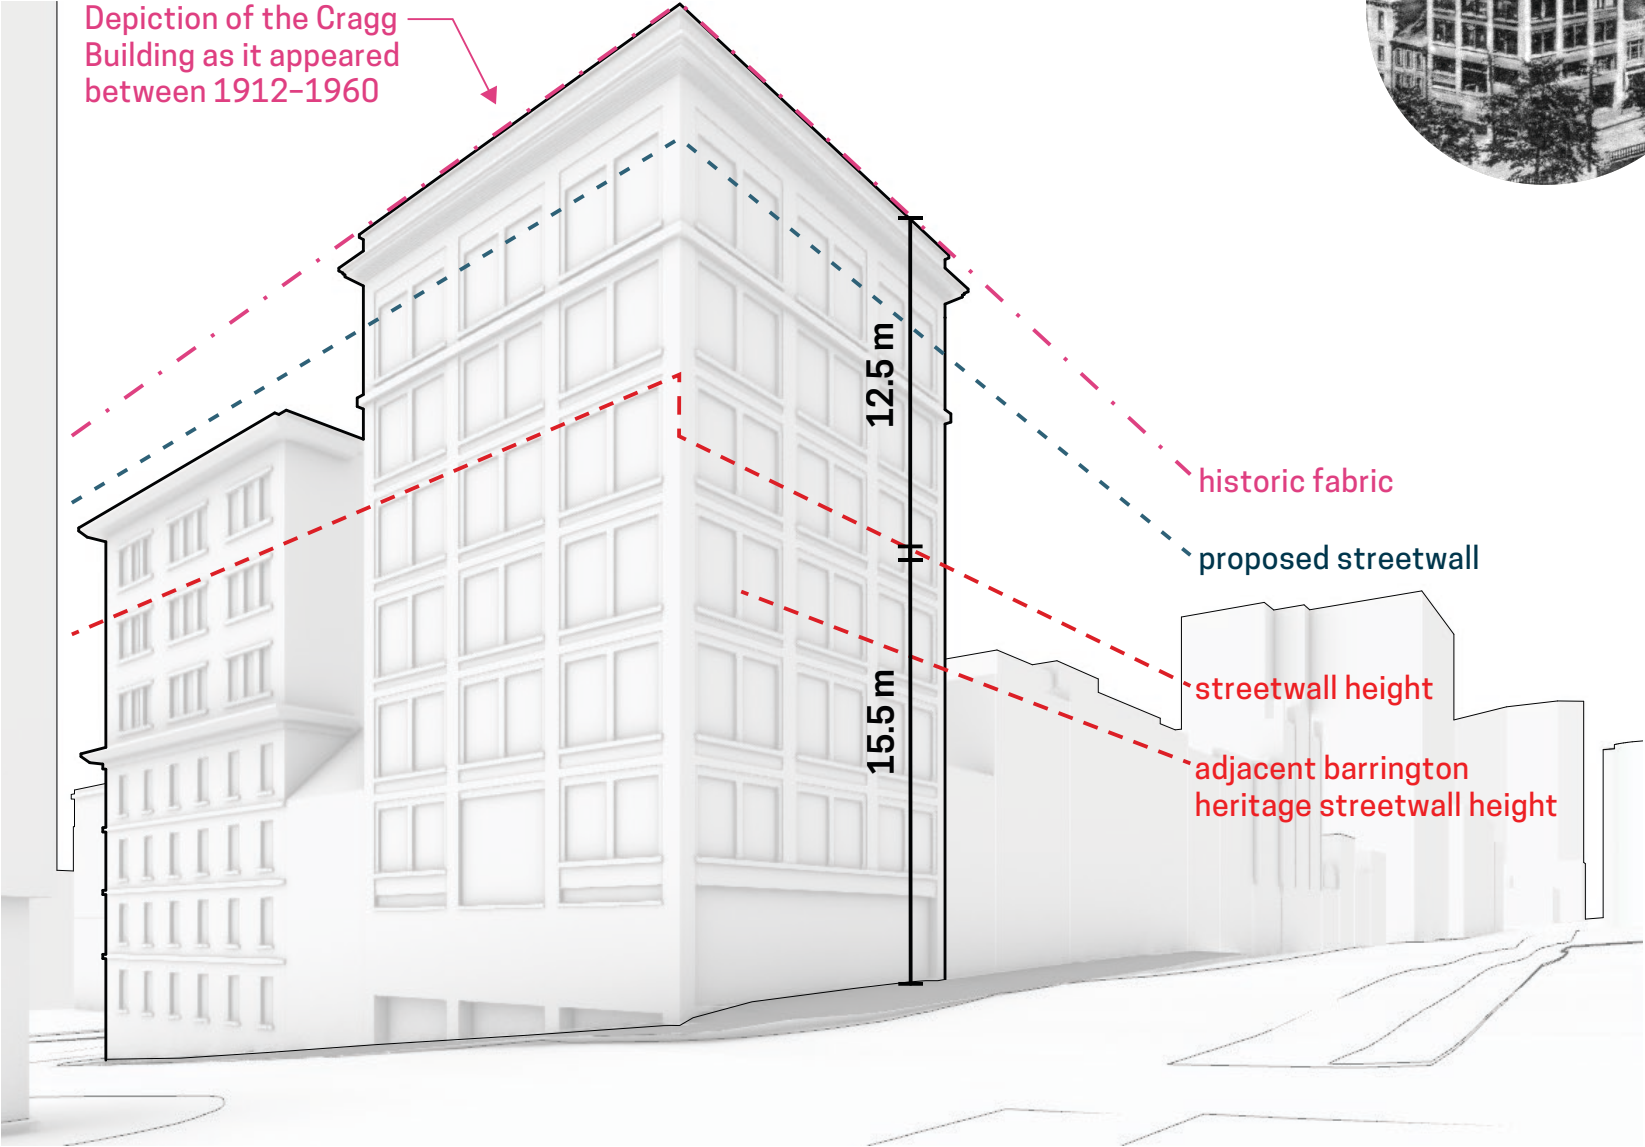 Depiction of the Cragg
Building as it appeared
between 1912–1960
12.5 m
historic fabric
proposed streetwall
15.5 m
streetwall height
adjacent barrington
heritage streetwall height